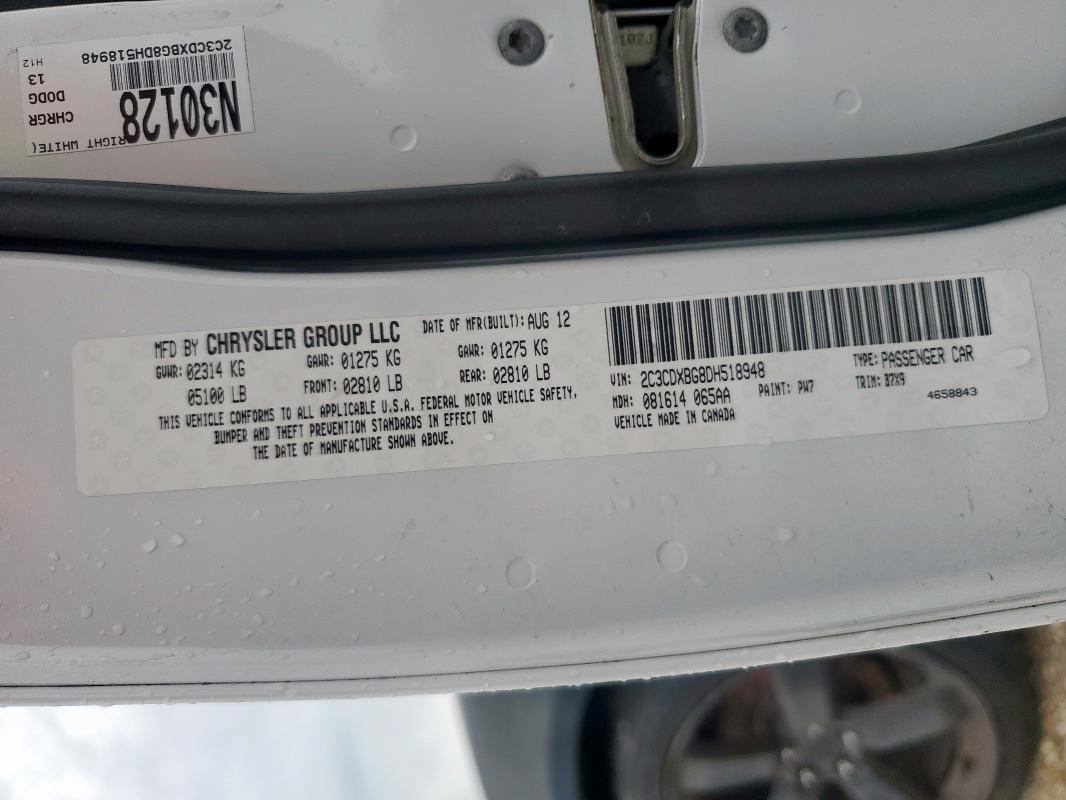 N30128
RIGHT WHITE(
CHRGR
DODG
13
H12
2C3CDXBG8DH518948
182J
MFD BY CHRYSLER GROUP LLC
DATE OF MFR(BUILT): AUG 12
GVWR: 02314 KG
GAWR: 01275 KG
GAWR: 01275 KG
05100 LB
FRONT: 02810 LB
REAR: 02810 LB
THIS VEHICLE CONFORMS TO ALL APPLICABLE U.S.A. FEDERAL MOTOR VEHICLE SAFETY,
BUMPER AND THEFT PREVENTION STANDARDS IN EFFECT ON
THE DATE OF MANUFACTURE SHOWN ABOVE.
VIN: 2C3CDXBG8DH518948
TYPE: PASSENGER CAR
MDH: 081614 065AA
PAINT: PW7
TRIM: B7X9
VEHICLE MADE IN CANADA
4658843